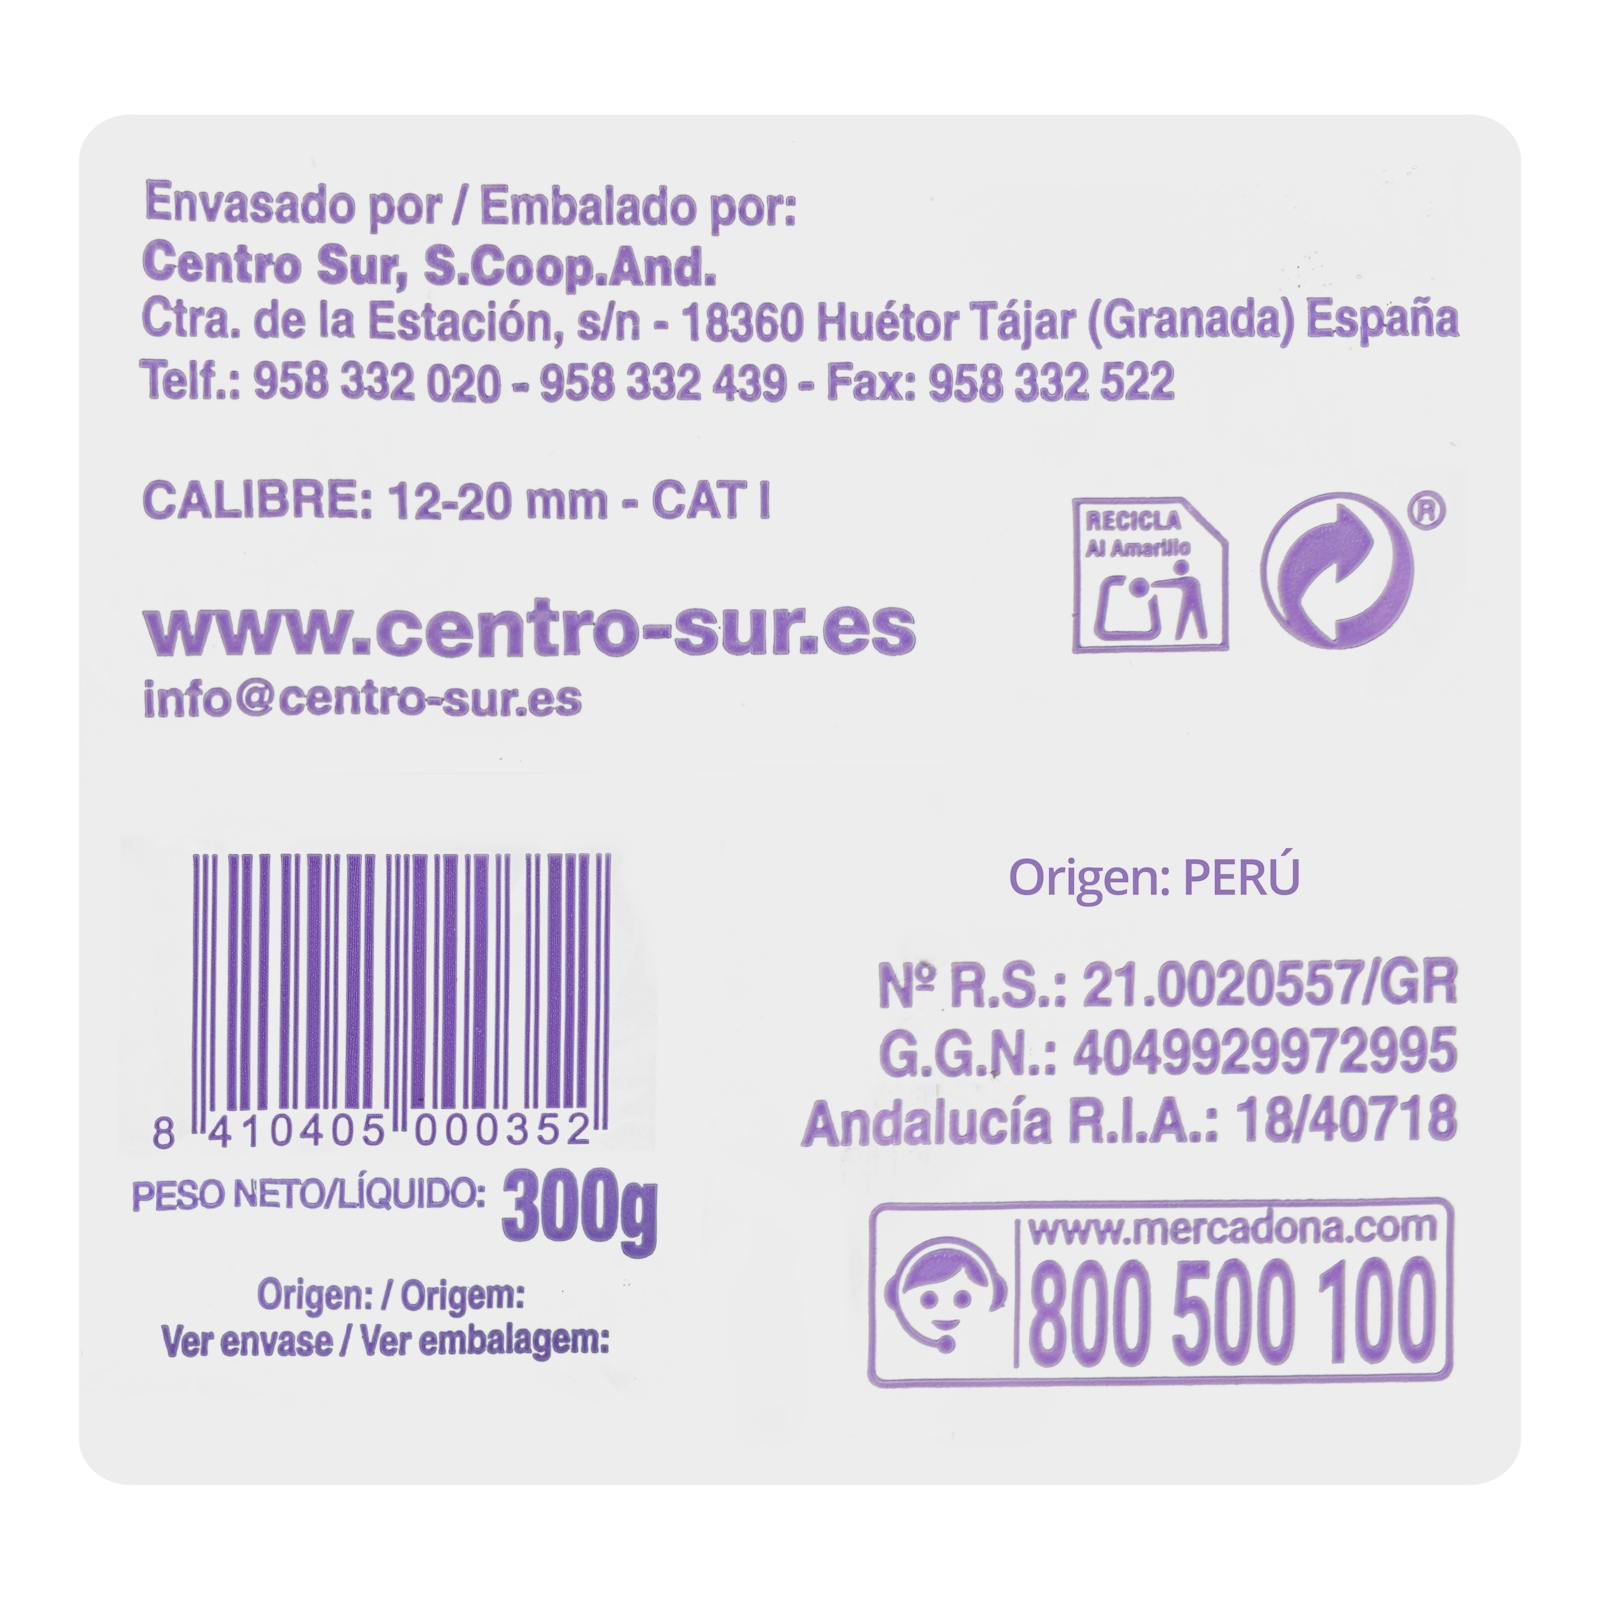 Envasado por / Embalado por:
Centro Sur, S.Coop.And.
Ctra. de la Estación, s/n - 18360 Huétor Tájar (Granada) España
Telf.: 958 332 020 - 958 332 439 - Fax: 958 332 522
CALIBRE: 12-20 mm - CAT I
RECICLA
Al Amarillo
®
www.centro-sur.es
info@centro-sur.es
8 410405 000352
PESO NETO/LÍQUIDO: 300g
Origen: / Origem:
Ver envase / Ver embalagem:
Origen: PERÚ
Nº R.S.: 21.0020557/GR
G.G.N.: 4049929972995
Andalucía R.I.A.: 18/40718
www.mercadona.com
800 500 100